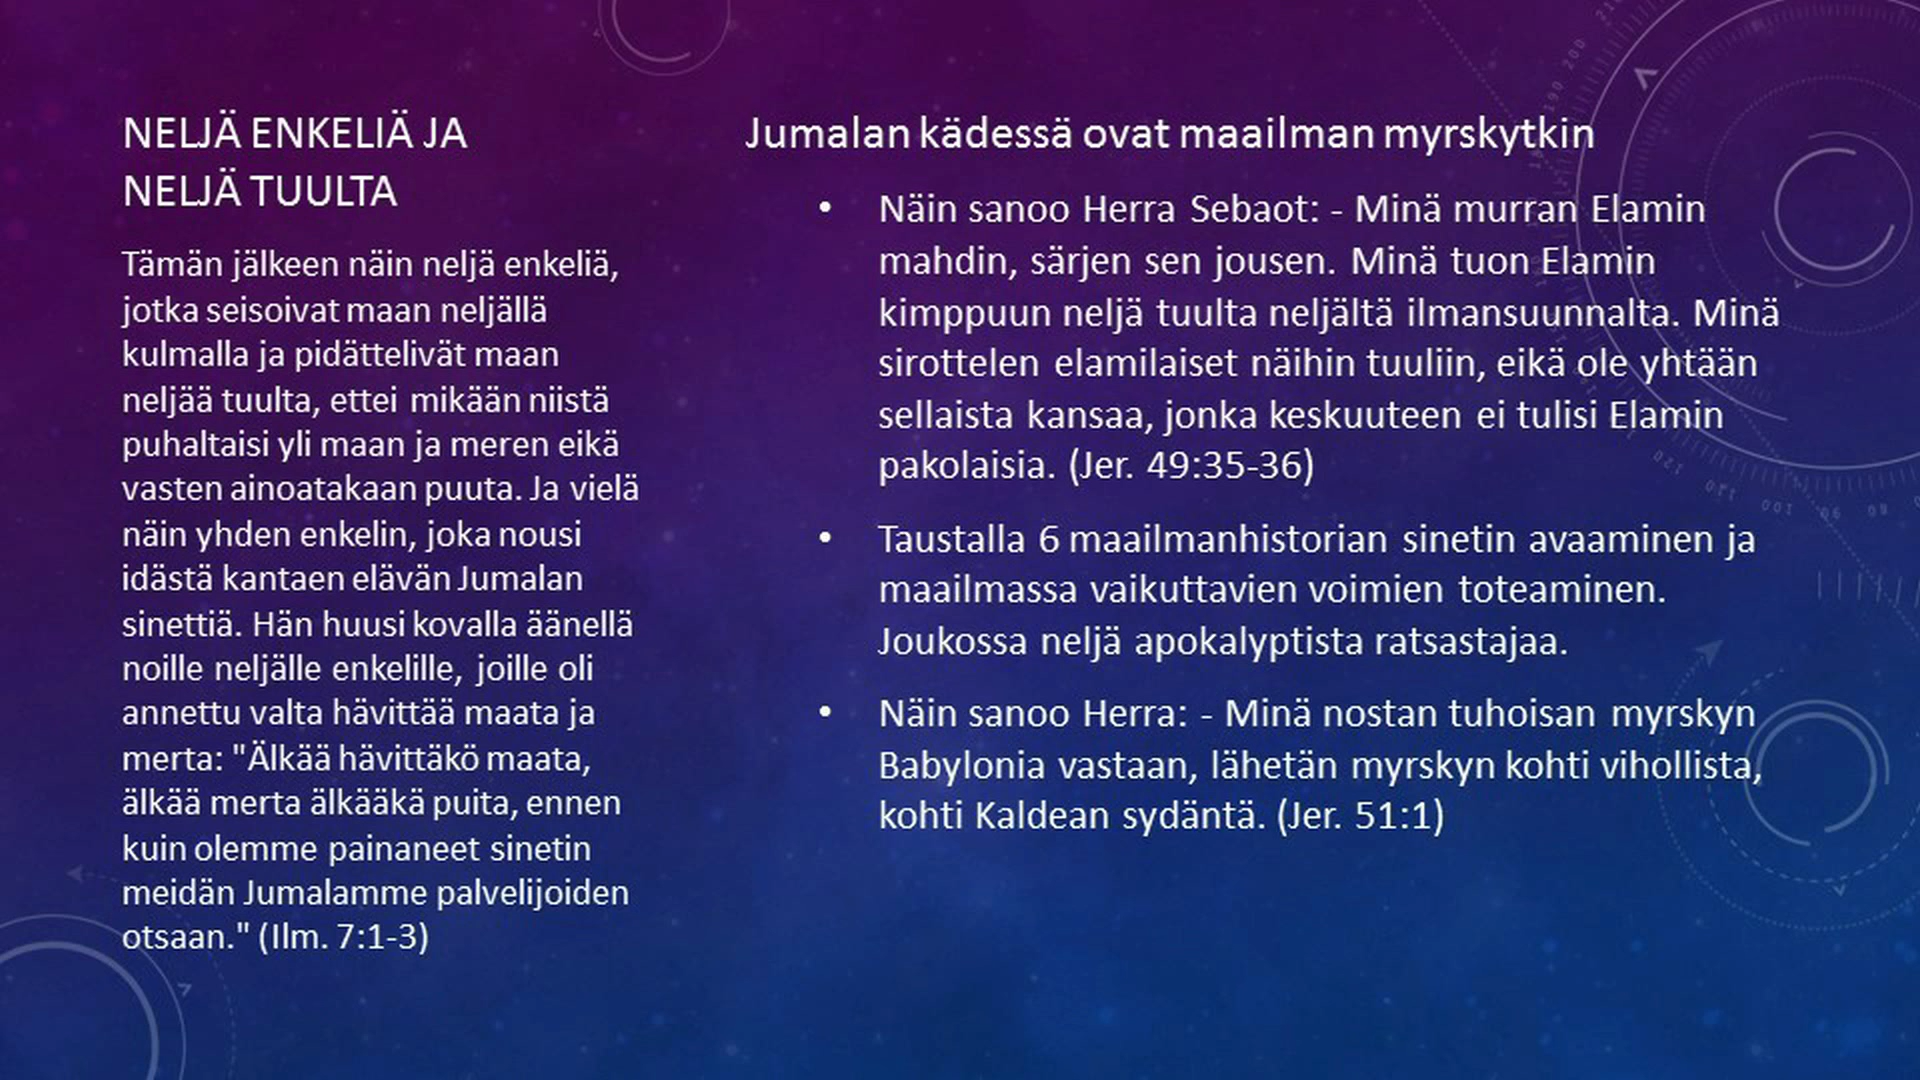 NELJÄ ENKELIÄ JA
NELJÄ TUULTA
Tämän jälkeen näin neljä enkeliä,
jotka seisoivat maan neljällä
kulmalla ja pidättelivät maan
neljää tuulta, ettei mikään niistä
puhaltaisi yli maan ja meren eikä
vasten ainoatakaan puuta. Ja vielä
näin yhden enkelin, joka nousi
idästä kantaen elävän Jumalan
sinettiä. Hän huusi kovalla äänellä
noille neljälle enkelille, joille oli
annettu valta hävittää maata ja
merta: "Älkää hävittäkö maata,
älkää merta älkääkä puita, ennen
kuin olemme painaneet sinetin
meidän Jumalamme palvelijoiden
otsaan." (Ilm. 7:1-3)
Jumalan kädessä ovat maailman myrskytkin
• Näin sanoo Herra Sebaot: - Minä murran Elamin
mahdin, särjen sen jousen. Minä tuon Elamin
kimppuun neljä tuulta neljältä ilmansuunnalta. Minä
sirottelen elamilaiset näihin tuuliin, eikä ole yhtään
sellaista kansaa, jonka keskuuteen ei tulisi Elamin
pakolaisia. (Jer. 49:35-36)
• Taustalla 6 maailmanhistorian sinetin avaaminen ja
maailmassa vaikuttavien voimien toteaminen.
Joukossa neljä apokalyptista ratsastajaa.
• Näin sanoo Herra: - Minä nostan tuhoisan myrskyn
Babylonia vastaan, lähetän myrskyn kohti vihollista,
kohti Kaldean sydäntä. (Jer. 51:1)